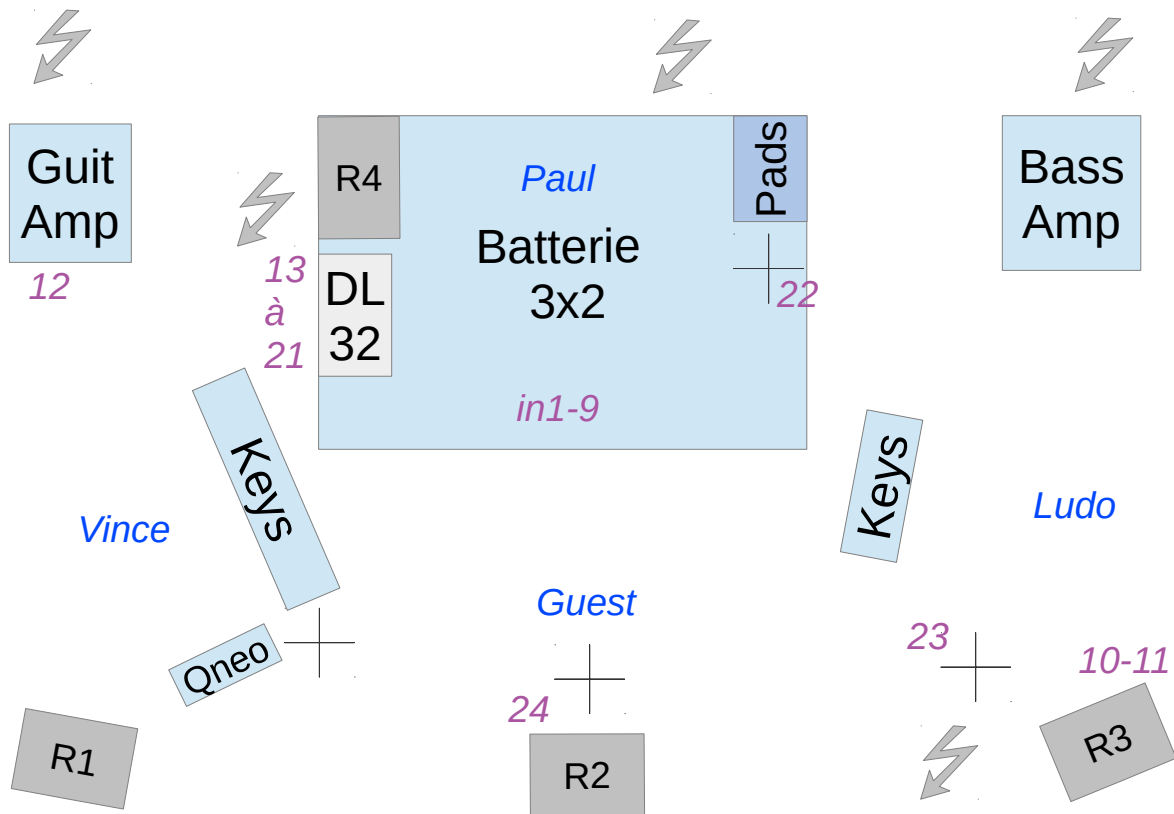 Guit
Amp
12
R4
Paul
Pads
Batterie
3x2
22
Bass
Amp
13
à
21
DL
32
in1-9
Keys
Vince
Keys
Ludo
Guest
Qneo
23
10-11
24
R1
R2
R3